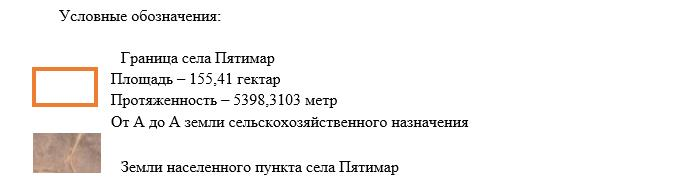 Условные обозначения:
Граница села Пятимар
Площадь – 155,41 гектар
Протяженность – 5398,3103 метр
От А до А земли сельскохозяйственного назначения
Земли населенного пункта села Пятимар